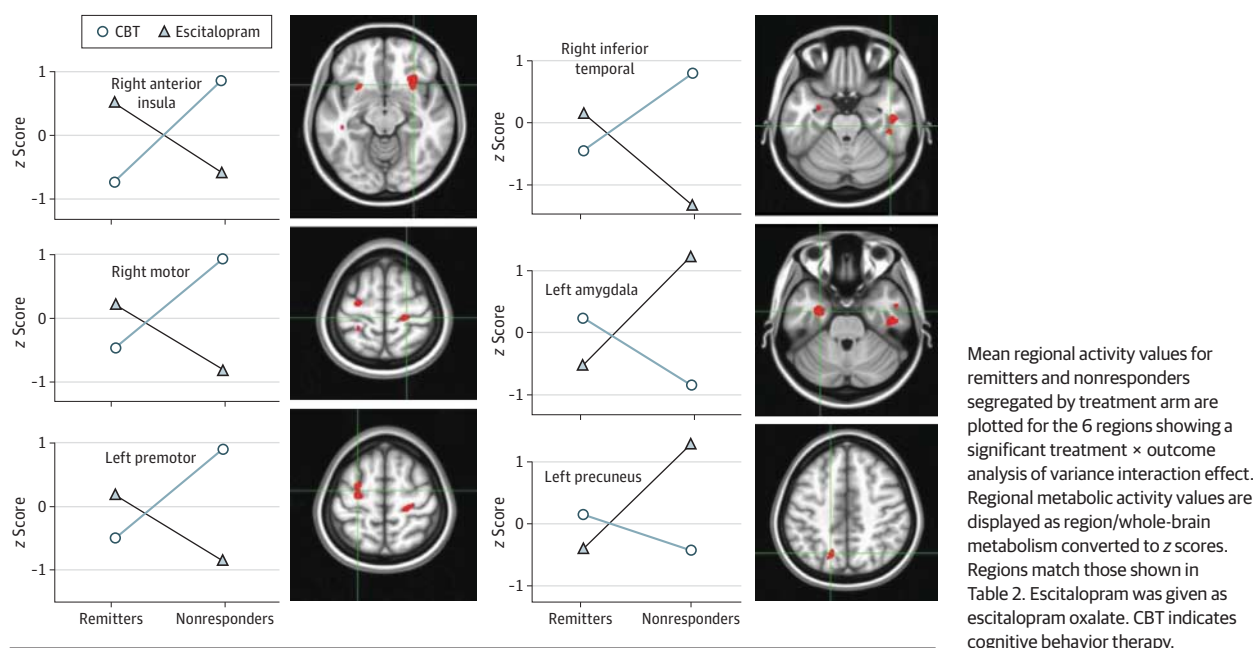 CBT Escitalopram
Right anterior
insula
1
0
-1
z Score
Right inferior
temporal
1
0
-1
z Score
Right motor
1
0
-1
z Score
Left amygdala
1
0
-1
z Score
Left premotor
1
0
-1
z Score
Remitters Nonresponders
Left precuneus
1
0
-1
z Score
Remitters Nonresponders
Mean regional activity values for
remitters and nonresponders
segregated by treatment arm are
plotted for the 6 regions showing a
significant treatment × outcome
analysis of variance interaction effect.
Regional metabolic activity values are
displayed as region/whole-brain
metabolism converted to z scores.
Regions match those shown in
Table 2. Escitalopram was given as
escitalopram oxalate. CBT indicates
cognitive behavior therapy.